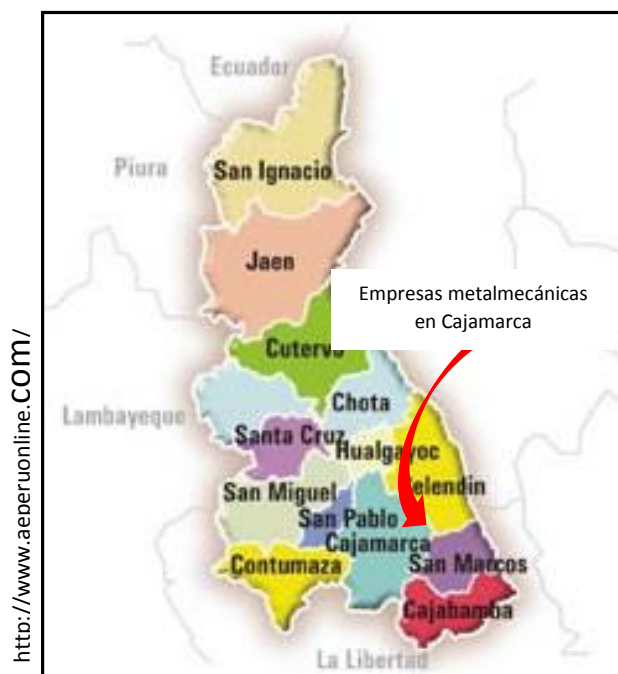 Ecuador
Piura
San Ignacio
Jaen
Empresas metalmecánicas
en Cajamarca
Cutervo
Lambayeque
Chota
Santa Cruz
Hualgayoc
San Miguel
elendin
San Pablo
Cajamarca
Contumaza
San Marcos
Cajabamba
La Libertad
http://www.aeperuonline.com/